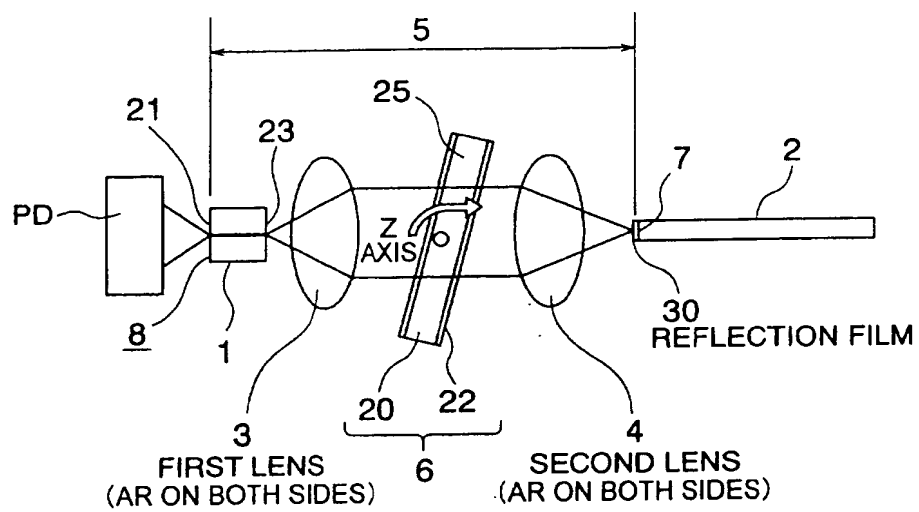 5
25
21
23
7
2
PD
Z
AXIS
8
1
30
REFLECTION FILM
20
22
3
6
4
FIRST LENS
(AR ON BOTH SIDES)
SECOND LENS
(AR ON BOTH SIDES)